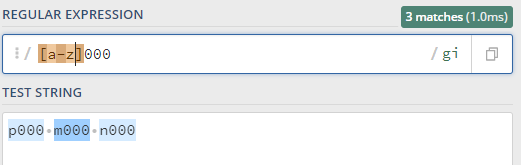 REGULAR EXPRESSION
3 matches (1.0ms)
/ [a-z]000 / gi
TEST STRING
p000 m000 n000